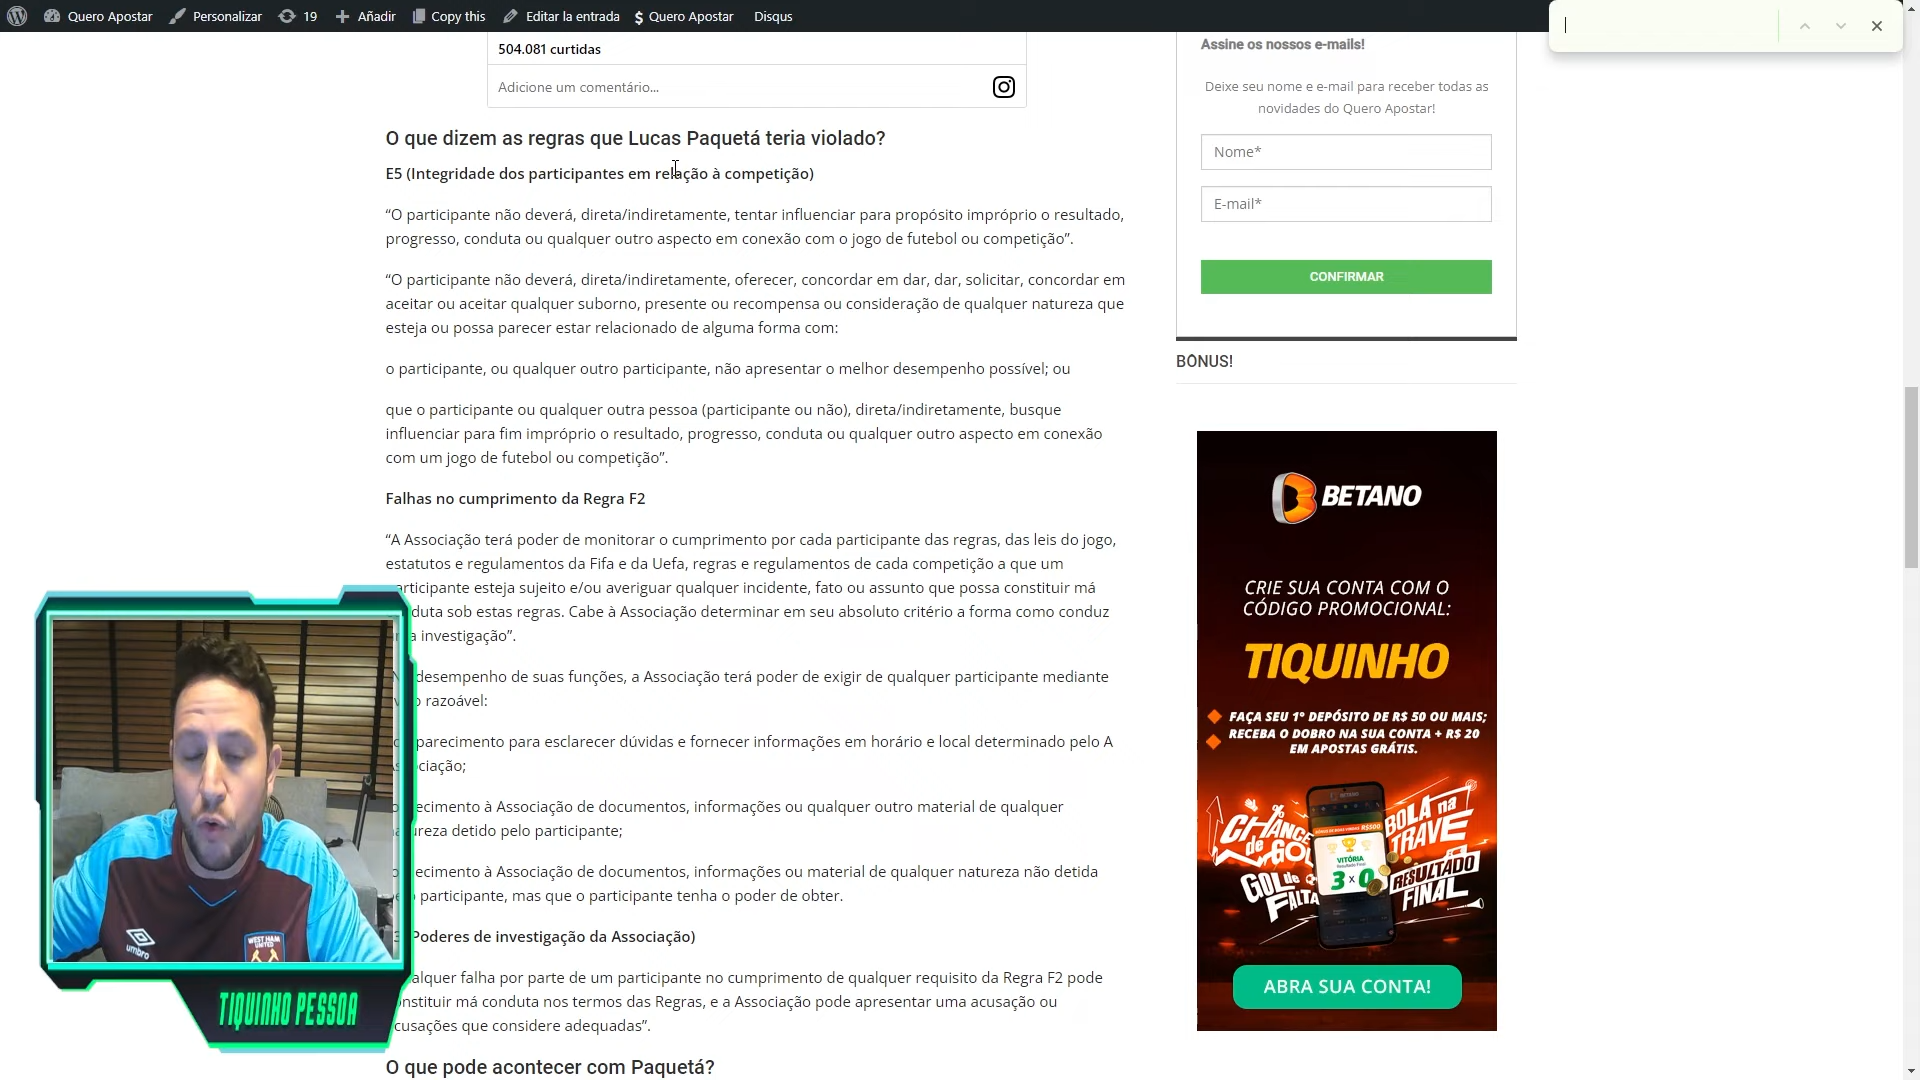 Quero Apostar Personalizar 19 Añadir Copy this Editar la entrada $ Quero Apostar Disqus
504.081 curtidas
Adicione um comentário...
O que dizem as regras que Lucas Paquetá teria violado?
E5 (Integridade dos participantes em relação à competição)
“O participante não deverá, direta/indiretamente, tentar influenciar para propósito impróprio o resultado,
progresso, conduta ou qualquer outro aspecto em conexão com o jogo de futebol ou competição”.
“O participante não deverá, direta/indiretamente, oferecer, concordar em dar, dar, solicitar, concordar em
aceitar ou aceitar qualquer suborno, presente ou recompensa ou consideração de qualquer natureza que
esteja ou possa parecer estar relacionado de alguma forma com:
o participante, ou qualquer outro participante, não apresentar o melhor desempenho possível; ou
que o participante ou qualquer outra pessoa (participante ou não), direta/indiretamente, busque
influenciar para fim impróprio o resultado, progresso, conduta ou qualquer outro aspecto em conexão
com um jogo de futebol ou competição”.
Falhas no cumprimento da Regra F2
“A Associação terá poder de monitorar o cumprimento por cada participante das regras, das leis do jogo,
estatutos e regulamentos da Fifa e da Uefa, regras e regulamentos de cada competição a que um
articipante esteja sujeito e/ou averiguar qualquer incidente, fato ou assunto que possa constituir má
duta sob estas regras. Cabe à Associação determinar em seu absoluto critério a forma como conduz
a investigação”.
desempenho de suas funções, a Associação terá poder de exigir de qualquer participante mediante
o razoável:
parecimento para esclarecer dúvidas e fornecer informações em horário e local determinado pelo A
ciação;
ecimento à Associação de documentos, informações ou qualquer outro material de qualquer
ureza detido pelo participante;
ecimento à Associação de documentos, informações ou material de qualquer natureza não detida
participante, mas que o participante tenha o poder de obter.
Poderes de investigação da Associação)
alquer falha por parte de um participante no cumprimento de qualquer requisito da Regra F2 pode
nstituir má conduta nos termos das Regras, e a Associação pode apresentar uma acusação ou
cusações que considere adequadas”.
O que pode acontecer com Paquetá?
Assine os nossos e-mails!
Deixe seu nome e e-mail para receber todas as
novidades do Quero Apostar!
Nome*
E-mail*
CONFIRMAR
BÔNUS!
BETANO
CRIE SUA CONTA COM O
CÓDIGO PROMOCIONAL:
TIQUINHO
FAÇA SEU 1º DEPÓSITO DE R$ 50 OU MAIS;
RECEBA O DOBRO NA SUA CONTA + R$ 20
EM APOSTAS GRÁTIS.
CHANCE
de GOL
BOLA na
TRAVE
VITÓRIA
3 x 0
GOL de
FALTA
RESULTADO
FINAL
ABRA SUA CONTA!
umbro
WEST HAM
UNITED
TIQUINHO PESSOA